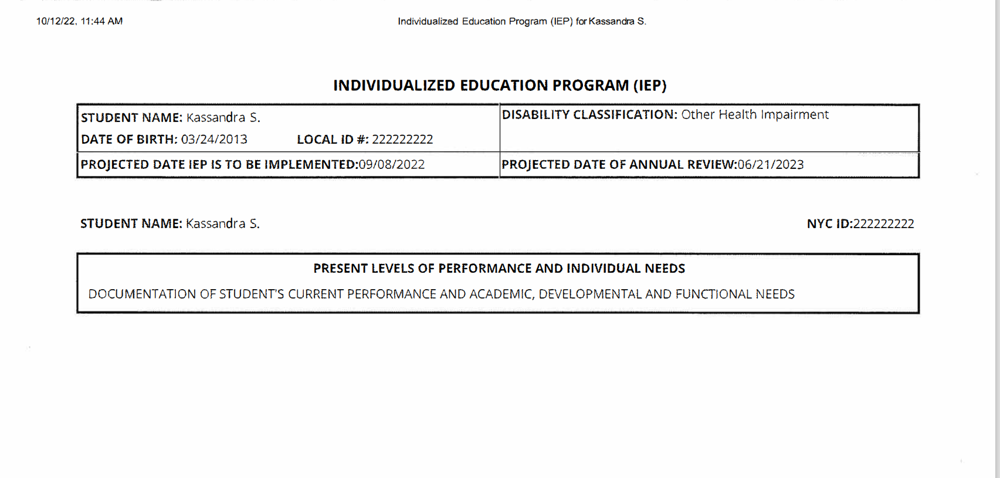 10/12/22, 11:44 AM
Individualized Education Program (IEP) for Kassandra S.
INDIVIDUALIZED EDUCATION PROGRAM (IEP)
STUDENT NAME: Kassandra S.
DISABILITY CLASSIFICATION: Other Health Impairment
DATE OF BIRTH: 03/24/2013 LOCAL ID #: 222222222
PROJECTED DATE IEP IS TO BE IMPLEMENTED:09/08/2022
PROJECTED DATE OF ANNUAL REVIEW:06/21/2023
STUDENT NAME: Kassandra S.
NYC ID:222222222
PRESENT LEVELS OF PERFORMANCE AND INDIVIDUAL NEEDS
DOCUMENTATION OF STUDENT'S CURRENT PERFORMANCE AND ACADEMIC, DEVELOPMENTAL AND FUNCTIONAL NEEDS